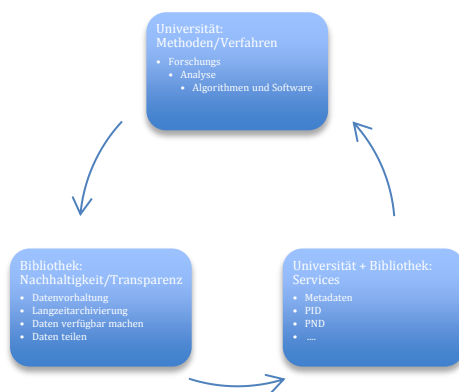 Universität:
Methoden/Verfahren
• Forschungs
• Analyse
• Algorithmen und Software
Bibliothek:
Nachhaltigkeit/Transparenz
• Datenvorhaltung
• Langzeitarchivierung
• Daten verfügbar machen
• Daten teilen
Universität + Bibliothek:
Services
• Metadaten
• PID
• PND
• ....